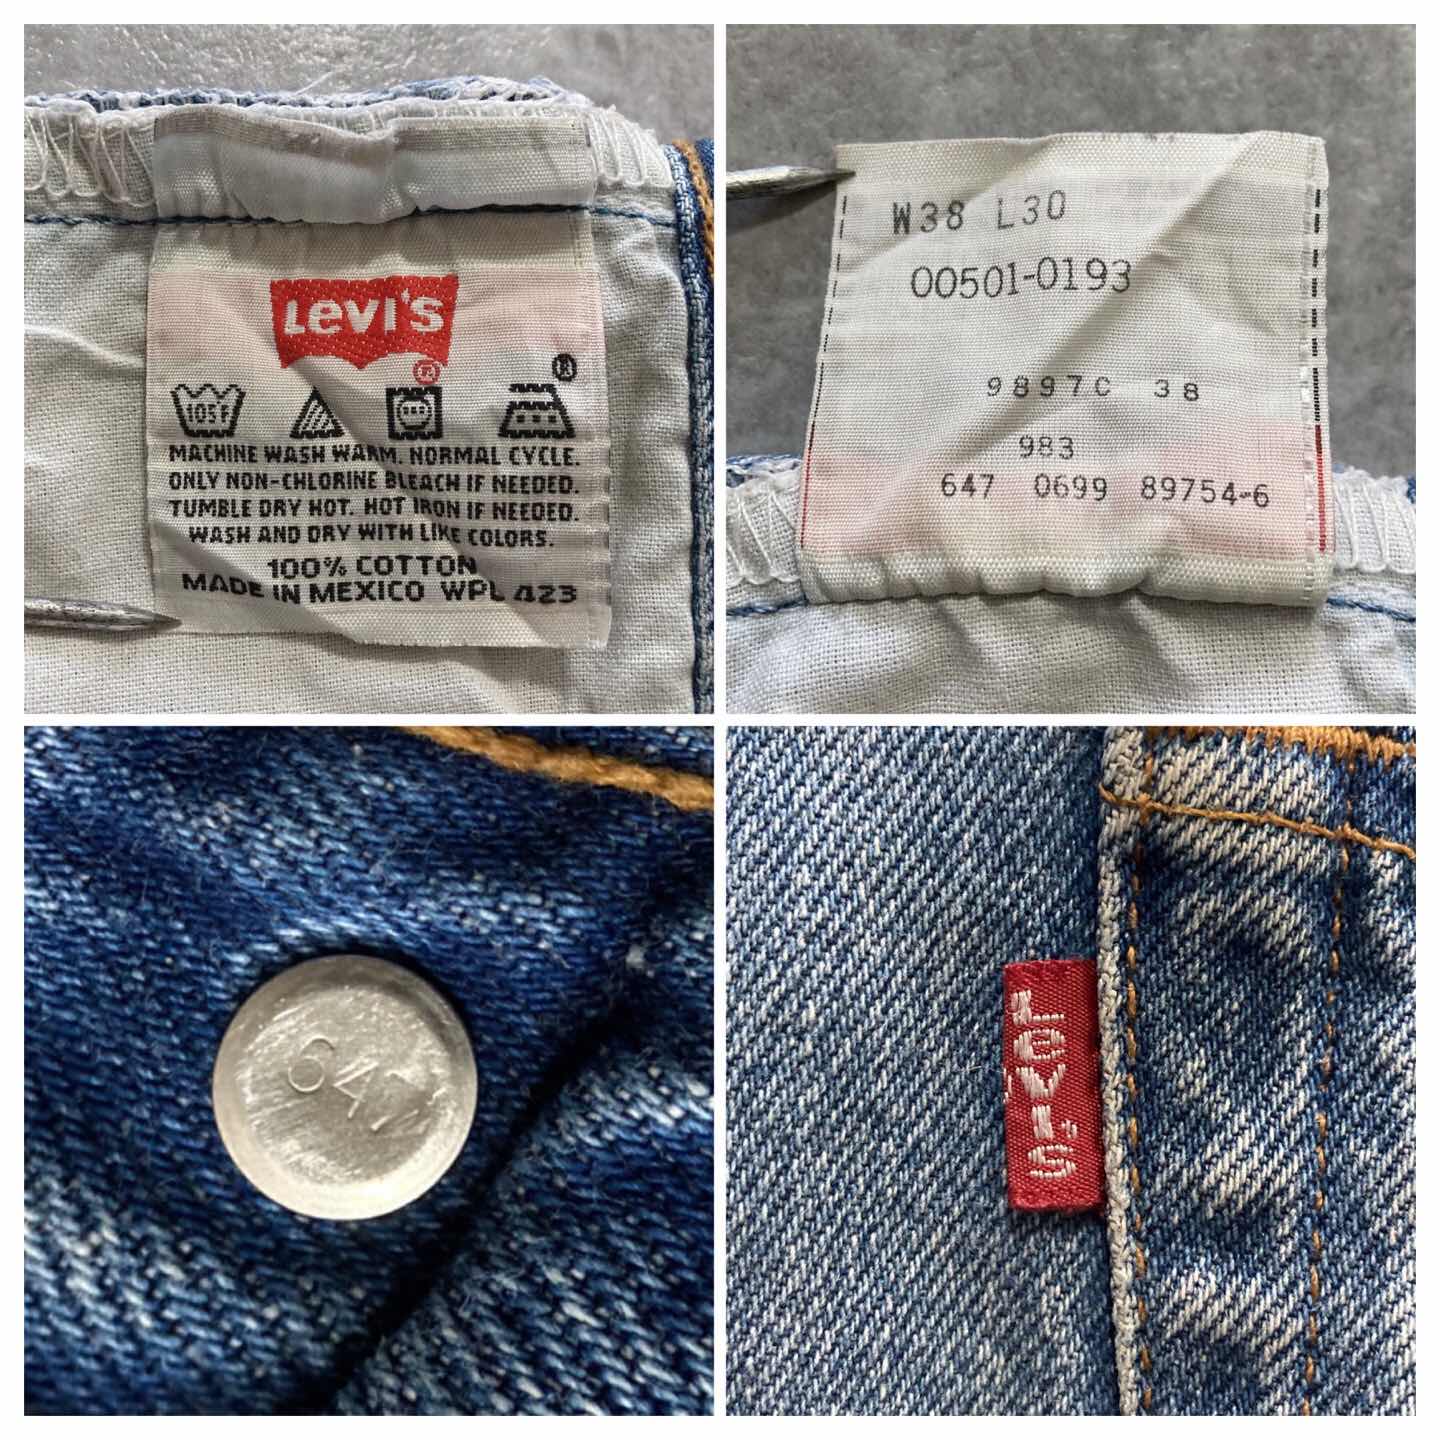 Levi's
®
®
105F
MACHINE WASH WARM. NORMAL CYCLE.
ONLY NON-CHLORINE BLEACH IF NEEDED.
TUMBLE DRY HOT. HOT IRON IF NEEDED.
WASH AND DRY WITH LIKE COLORS.
100% COTTON
MADE IN MEXICO WPL 423
W38 L30
00501-0193
9897C 38
983
647 0699 89754-6
647
LEVI'S